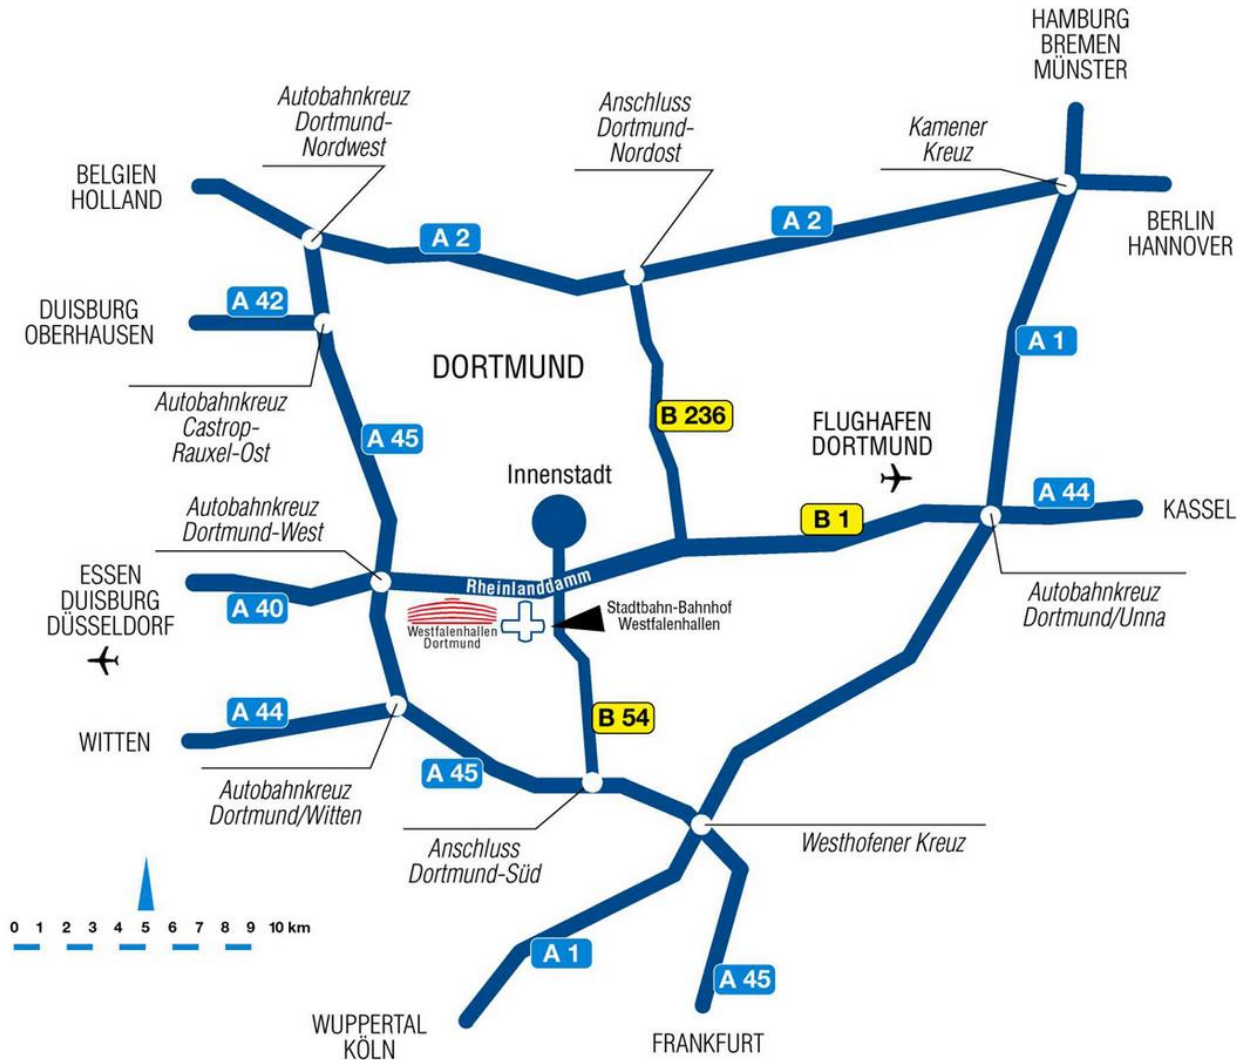 HAMBURG
BREMEN
MÜNSTER
Autobahnkreuz
Dortmund-
Nordwest
Anschluss
Dortmund-
Nordost
Kamener
Kreuz
BELGIEN
HOLLAND
A 2
A 2
BERLIN
HANNOVER
DUISBURG
OBERHAUSEN
A 42
A 1
DORTMUND
Autobahnkreuz
Castrop-
Rauxel-Ost
A 45
B 236
FLUGHAFEN
DORTMUND
Innenstadt
Autobahnkreuz
Dortmund-West
B 1
A 44
KASSEL
ESSEN
DUISBURG
DÜSSELDORF
A 40
Rheinlanddamm
Westfalenhallen
Dortmund
Stadtbahn-Bahnhof
Westfalenhallen
Autobahnkreuz
Dortmund/Unna
WITTEN
A 44
B 54
A 45
Autobahnkreuz
Dortmund/Witten
Anschluss
Dortmund-Süd
Westhofener Kreuz
0 1 2 3 4 5 6 7 8 9 10 km
A 1
A 45
WUPPERTAL
KÖLN
FRANKFURT